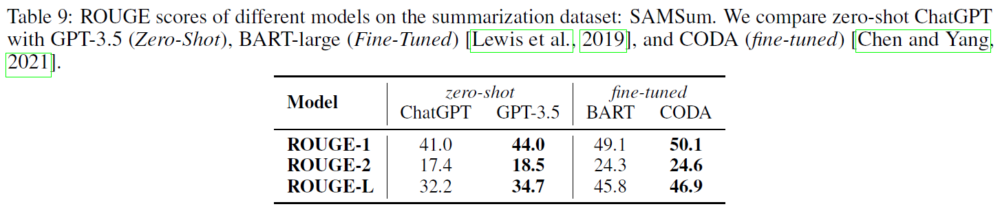 Table 9: ROUGE scores of different models on the summarization dataset: SAMSum. We compare zero-shot ChatGPT
with GPT-3.5 (Zero-Shot), BART-large (Fine-Tuned) [Lewis et al., 2019], and CODA (fine-tuned) [Chen and Yang,
2021].
Model zero-shot fine-tuned
ChatGPT GPT-3.5 BART CODA
ROUGE-1 41.0 44.0 49.1 50.1
ROUGE-2 17.4 18.5 24.3 24.6
ROUGE-L 32.2 34.7 45.8 46.9